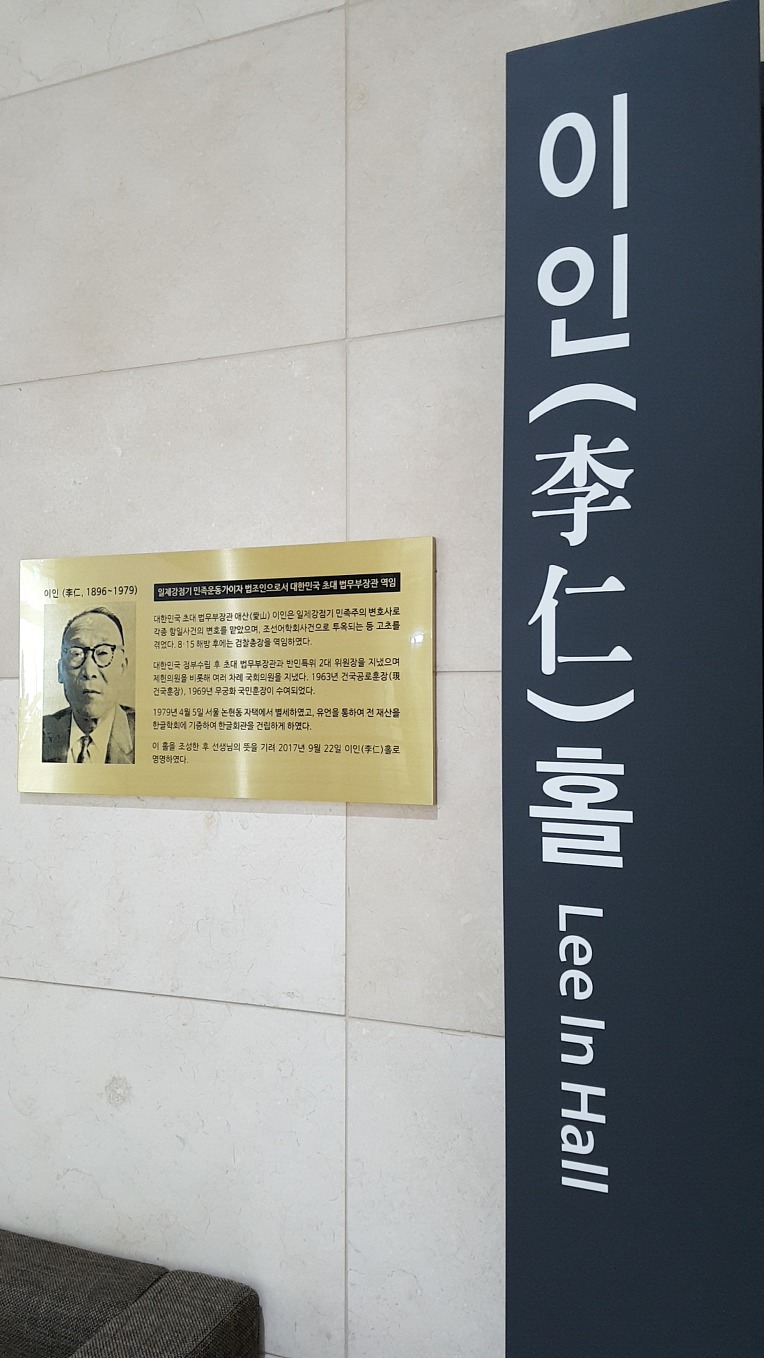 이인(李仁)홀 Lee In Hall
이인 (李仁, 1896~1979)
일제강점기 민족운동가이자 법조인으로서 대한민국 초대 법무부장관 역임
대한민국 초대 법무부장관 애산(愛山) 이인은 일제강점기 민족주의 변호사로
각종 항일사건의 변호를 맡았으며, 조선어학회사건으로 투옥되는 등 고초를
겪었다. 8·15 해방 후에는 검찰총장을 역임하였다.
대한민국 정부수립 후 초대 법무부장관과 반민특위 2대 위원장을 지냈으며
제헌의원을 비롯해 여러 차례 국회의원을 지냈다. 1963년 건국공로훈장(現
건국훈장), 1969년 무궁화 국민훈장이 수여되었다.
1979년 4월 5일 서울 논현동 자택에서 별세하였고, 유언을 통하여 전 재산을
한글학회에 기증하여 한글회관을 건립하게 하였다.
이 홀을 조성한 후 선생님의 뜻을 기려 2017년 9월 22일 이인(李仁)홀로
명명하였다.